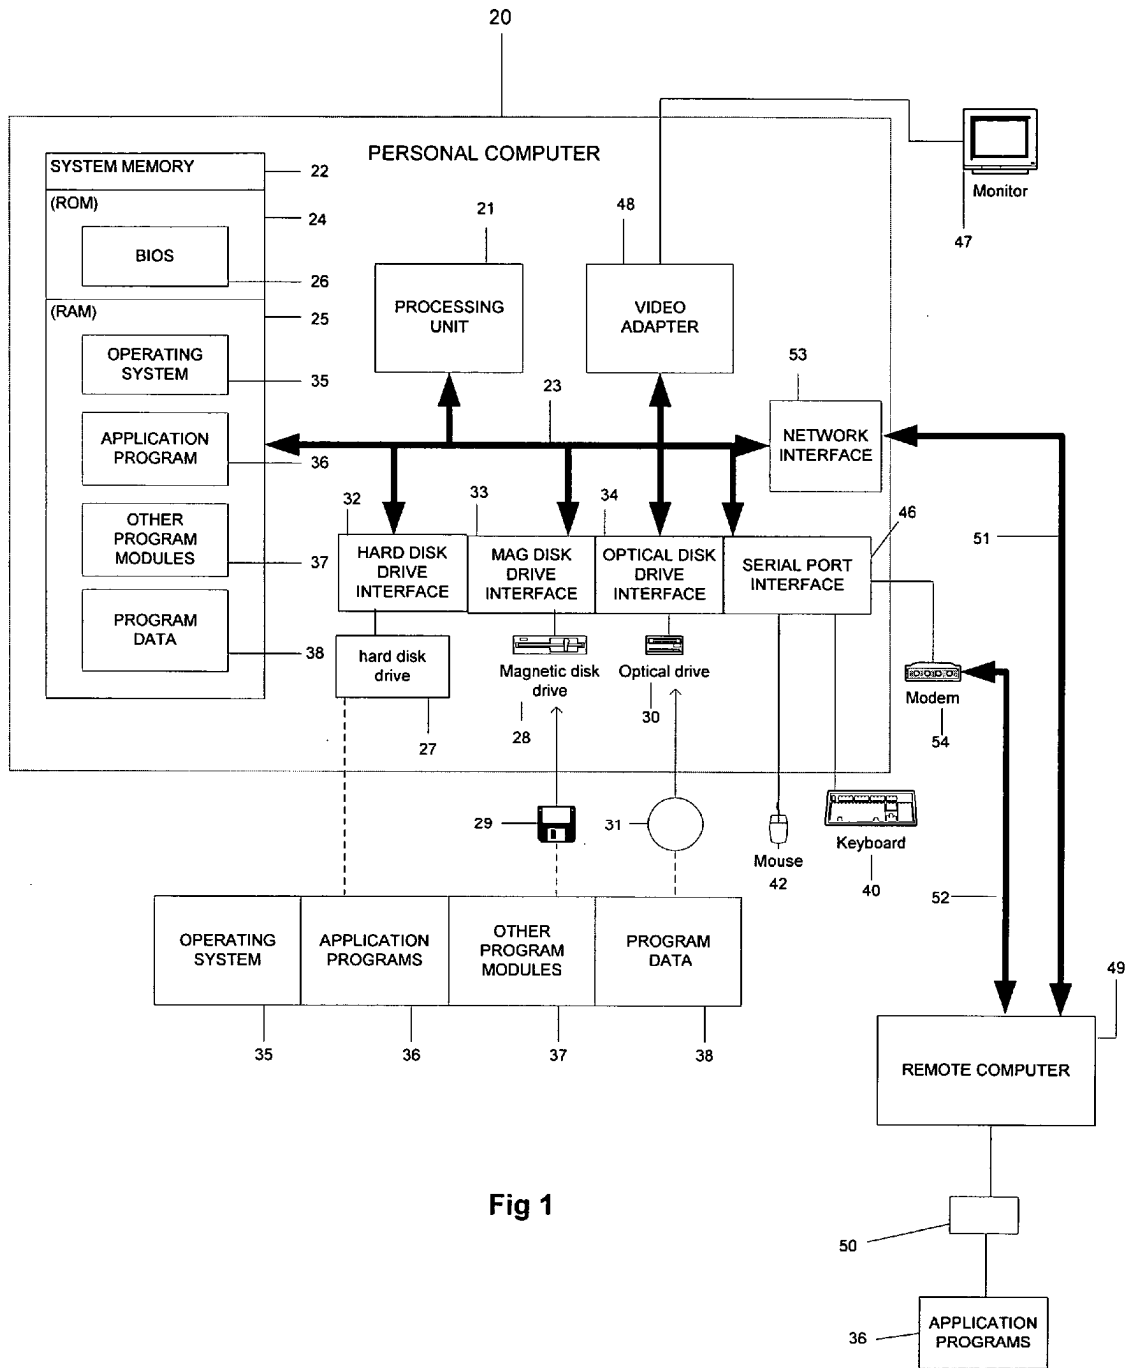 20
PERSONAL COMPUTER
SYSTEM MEMORY
22
(ROM)
24
BIOS
26
(RAM)
25
OPERATING
SYSTEM
35
APPLICATION
PROGRAM
36
OTHER
PROGRAM
MODULES
37
PROGRAM
DATA
38
21
PROCESSING
UNIT
48
VIDEO
ADAPTER
Monitor
47
23
53
NETWORK
INTERFACE
32
HARD DISK
DRIVE
INTERFACE
33
MAG DISK
DRIVE
INTERFACE
34
OPTICAL DISK
DRIVE
INTERFACE
46
SERIAL PORT
INTERFACE
51
hard disk
drive
27
Magnetic disk
drive
28
Optical drive
30
Modem
54
29
31
Mouse
42
Keyboard
40
52
OPERATING
SYSTEM
35
APPLICATION
PROGRAMS
36
OTHER
PROGRAM
MODULES
37
PROGRAM
DATA
38
49
REMOTE COMPUTER
Fig 1
50
36
APPLICATION
PROGRAMS